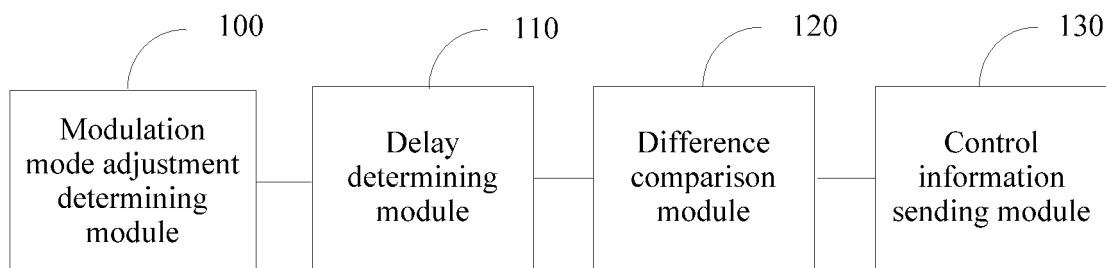 100
110
120
130
Modulation
mode adjustment
determining
module
Delay
determining
module
Difference
comparison
module
Control
information
sending module